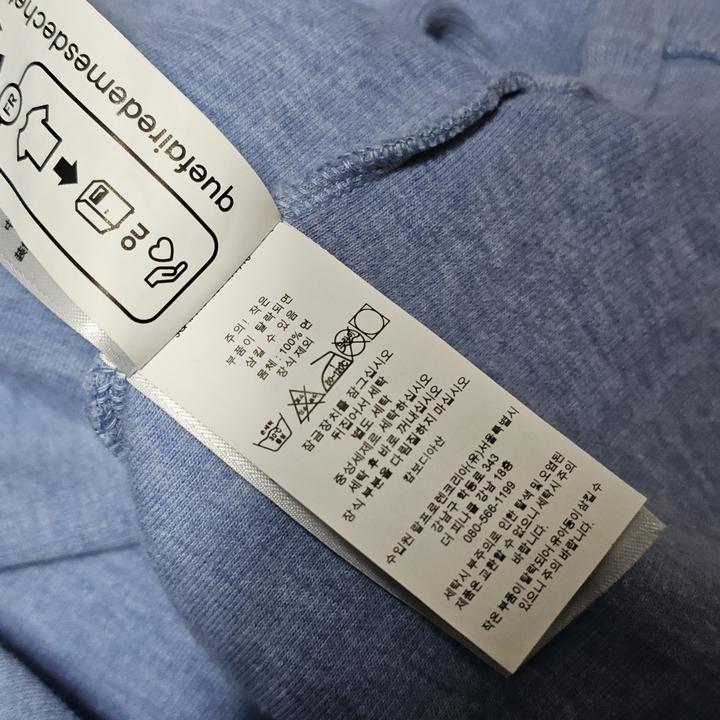 quefairedemesdeche
FR
주의! 작은
부품이 탈락되면
삼킬 수 있음
몸체: 100% 면
장식 제외
잠금장치를 잠그십시오
뒤집어서 세탁
별도 세탁
중성세제로 세탁하십시오
세탁 후 바로 꺼내십시오
장식 부분을 다림질하지 마십시오
캄보디아산
수입원 랄프로렌코리아(유)서울특별시
강남구 학동로 343
더 피나클 강남 18층
080-566-1199
세탁시 부주의로 인한 탈색 및 오염된
제품은 교환할 수 없으니 세탁시 주의
바랍니다.
작은 부품이 탈락되어 유아동이 삼킬수
있으니 주의 바랍니다.